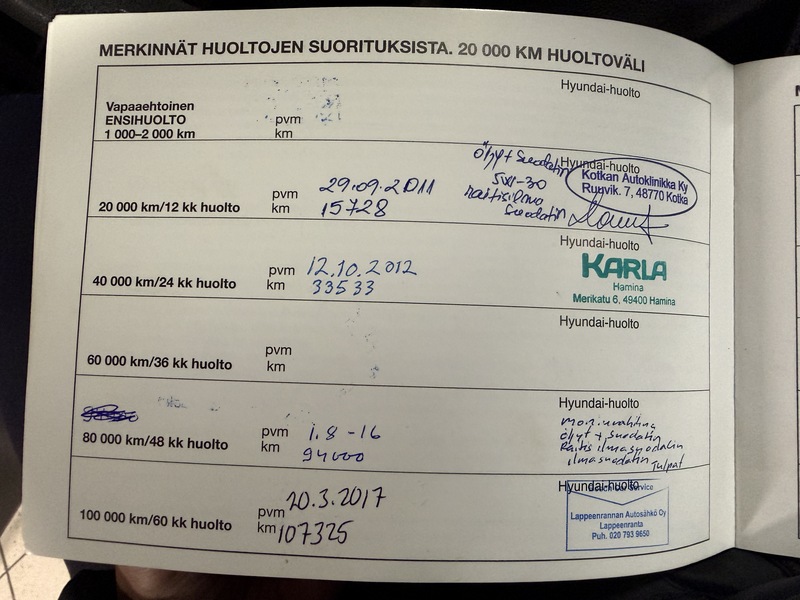 MERKINNÄT HUOLTOJEN SUORITUKSISTA. 20 000 KM HUOLTOVÄLI
Hyundai-huolto
Vapaaehtoinen
ENSIHUOLTO pvm
1 000–2 000 km km
Hyundai-huolto
öljyt + Suodatin
5W-30
raitisilma
Suodatin
Kotkan Autoklinikka Ky
Ruuvik. 7, 48770 Kotka
pvm 29.09.2011
20 000 km/12 kk huolto km 15728
Hyundai-huolto
KARLA
Hamina
Merikatu 6, 49400 Hamina
pvm 12.10.2012
40 000 km/24 kk huolto km 33533
Hyundai-huolto
pvm
60 000 km/36 kk huolto km
Hyundai-huolto
öljyt + Suodatin
Raitis ilmasuodatin
ilmasuodatin Tulpat
pvm 1.8-16
80 000 km/48 kk huolto km 94000
Hyundai-huolto
Service
Lappeenrannan Autosähkö Oy
Lappeenranta
Puh. 020 793 9650
pvm 20.3.2017
100 000 km/60 kk huolto km 107325